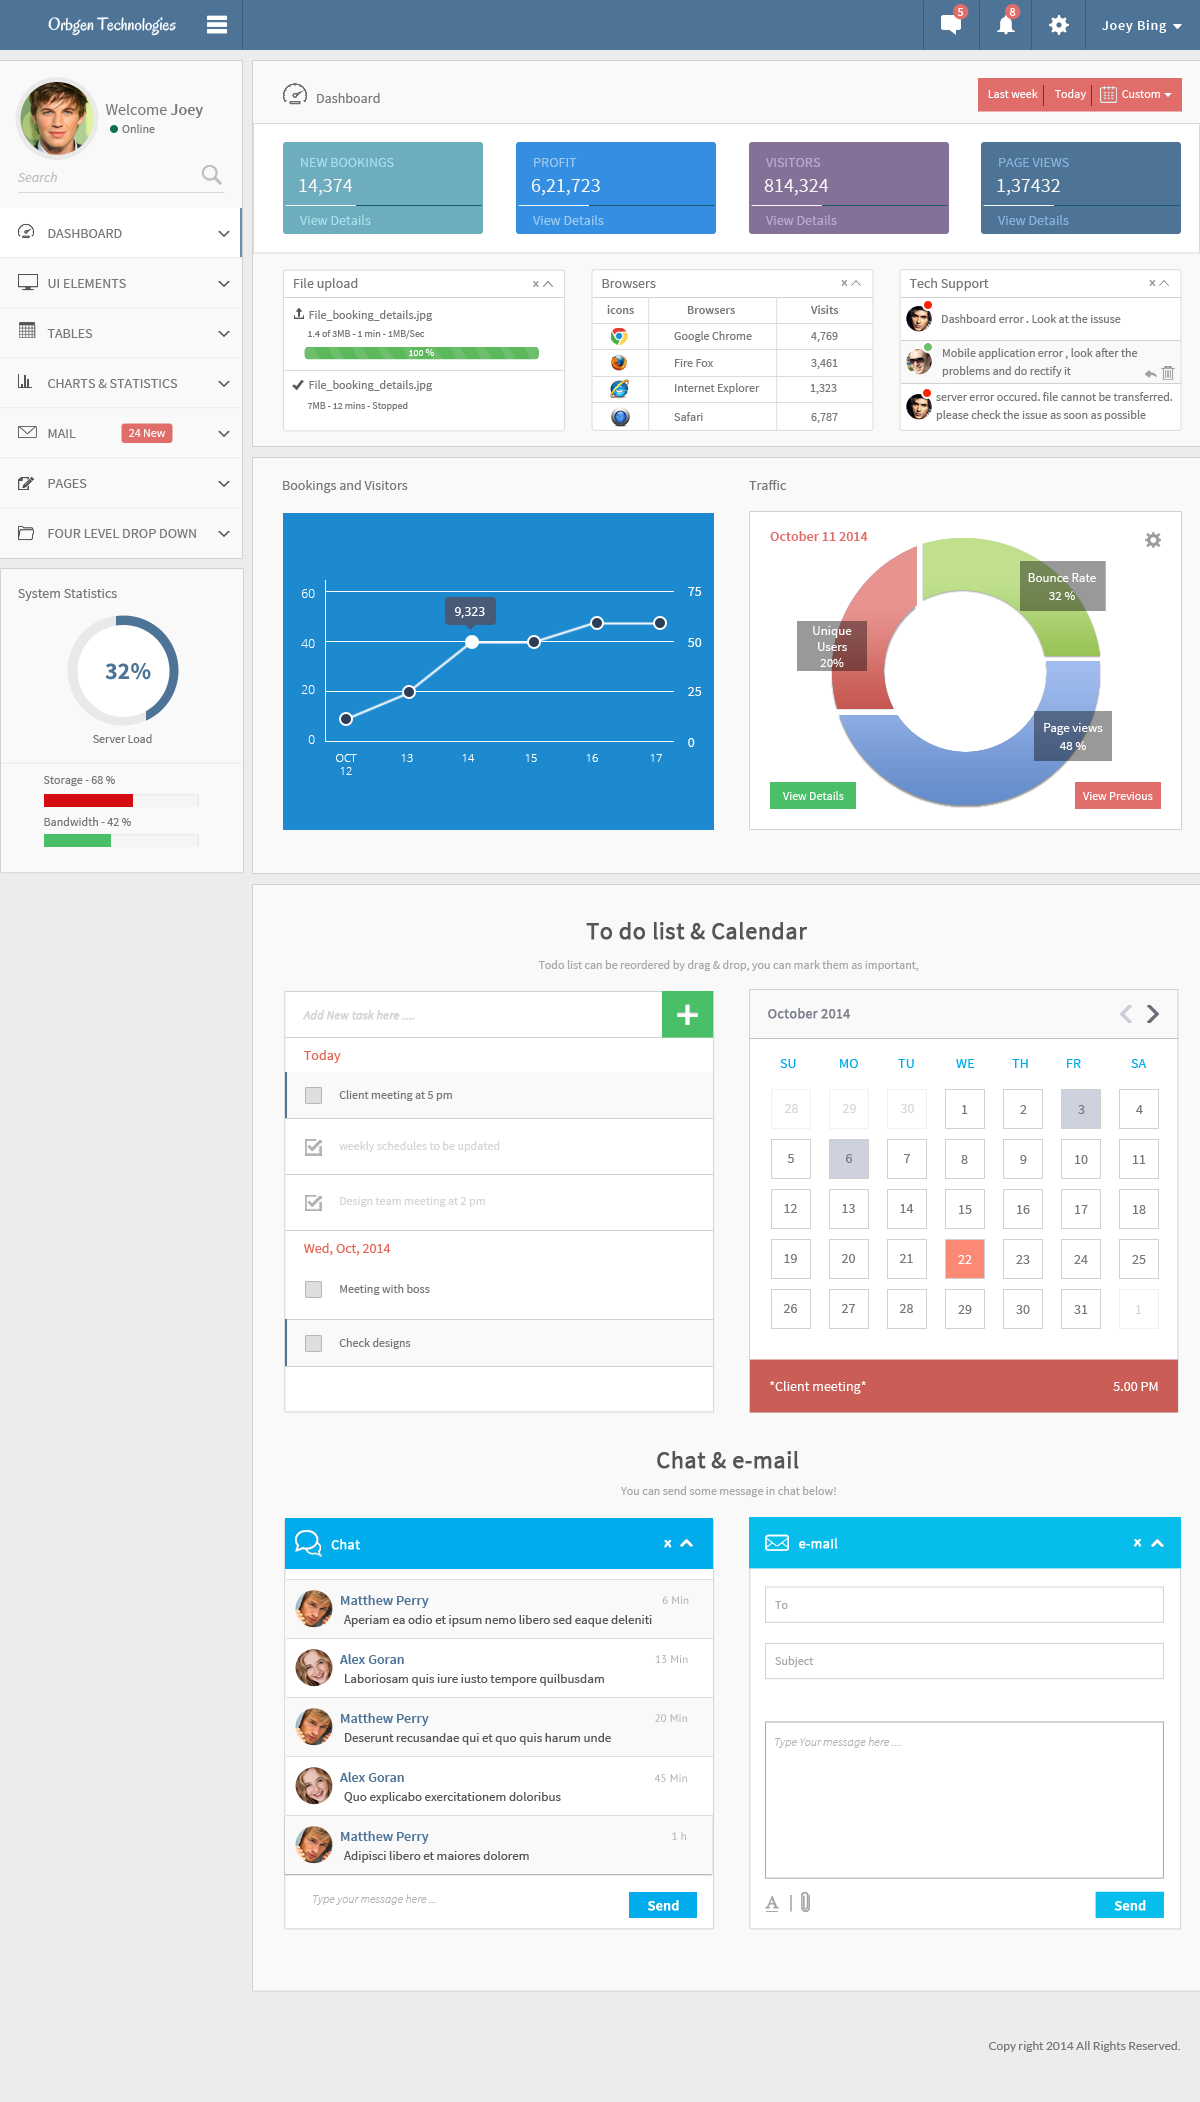 Orbgen Technologies
5
8
Joey Bing
Welcome Joey
Online
Search
DASHBOARD
UI ELEMENTS
TABLES
CHARTS & STATISTICS
MAIL
24 New
PAGES
FOUR LEVEL DROP DOWN
System Statistics
32%
Server Load
Storage - 68 %
Bandwidth - 42 %
Dashboard
Last week
Today
Custom
NEW BOOKINGS
14,374
View Details
PROFIT
6,21,723
View Details
VISITORS
814,324
View Details
PAGE VIEWS
1,37432
View Details
File upload
x
File_booking_details.jpg
1.4 of 3MB - 1 min - 1MB/Sec
100 %
File_booking_details.jpg
7MB - 12 mins - Stopped
Browsers
x
icons Browsers Visits
Google Chrome 4,769
Fire Fox 3,461
Internet Explorer 1,323
Safari 6,787
Tech Support
x
Dashboard error . Look at the issuse
Mobile application error , look after the
problems and do rectify it
server error occured. file cannot be transferred.
please check the issue as soon as possible
Bookings and Visitors
60
40
20
0
9,323
75
50
25
0
OCT
12
13
14
15
16
17
Traffic
October 11 2014
Bounce Rate
32 %
Unique
Users
20%
Page views
48 %
View Details
View Previous
To do list & Calendar
Todo list can be reordered by drag & drop, you can mark them as important,
Add New task here ....
Today
Client meeting at 5 pm
weekly schedules to be updated
Design team meeting at 2 pm
Wed, Oct, 2014
Meeting with boss
Check designs
October 2014
SU MO TU WE TH FR SA
28 29 30 1 2 3 4
5 6 7 8 9 10 11
12 13 14 15 16 17 18
19 20 21 22 23 24 25
26 27 28 29 30 31 1
*Client meeting* 5.00 PM
Chat & e-mail
You can send some message in chat below!
Chat
x
Matthew Perry 6 Min
Aperiam ea odio et ipsum nemo libero sed eaque deleniti
Alex Goran 13 Min
Laboriosam quis iure iusto tempore quilbusdam
Matthew Perry 20 Min
Deserunt recusandae qui et quo quis harum unde
Alex Goran 45 Min
Quo explicabo exercitationem doloribus
Matthew Perry 1 h
Adipisci libero et maiores dolorem
Type your message here ...
Send
e-mail
x
To
Subject
Type Your message here ....
A
Send
Copy right 2014 All Rights Reserved.